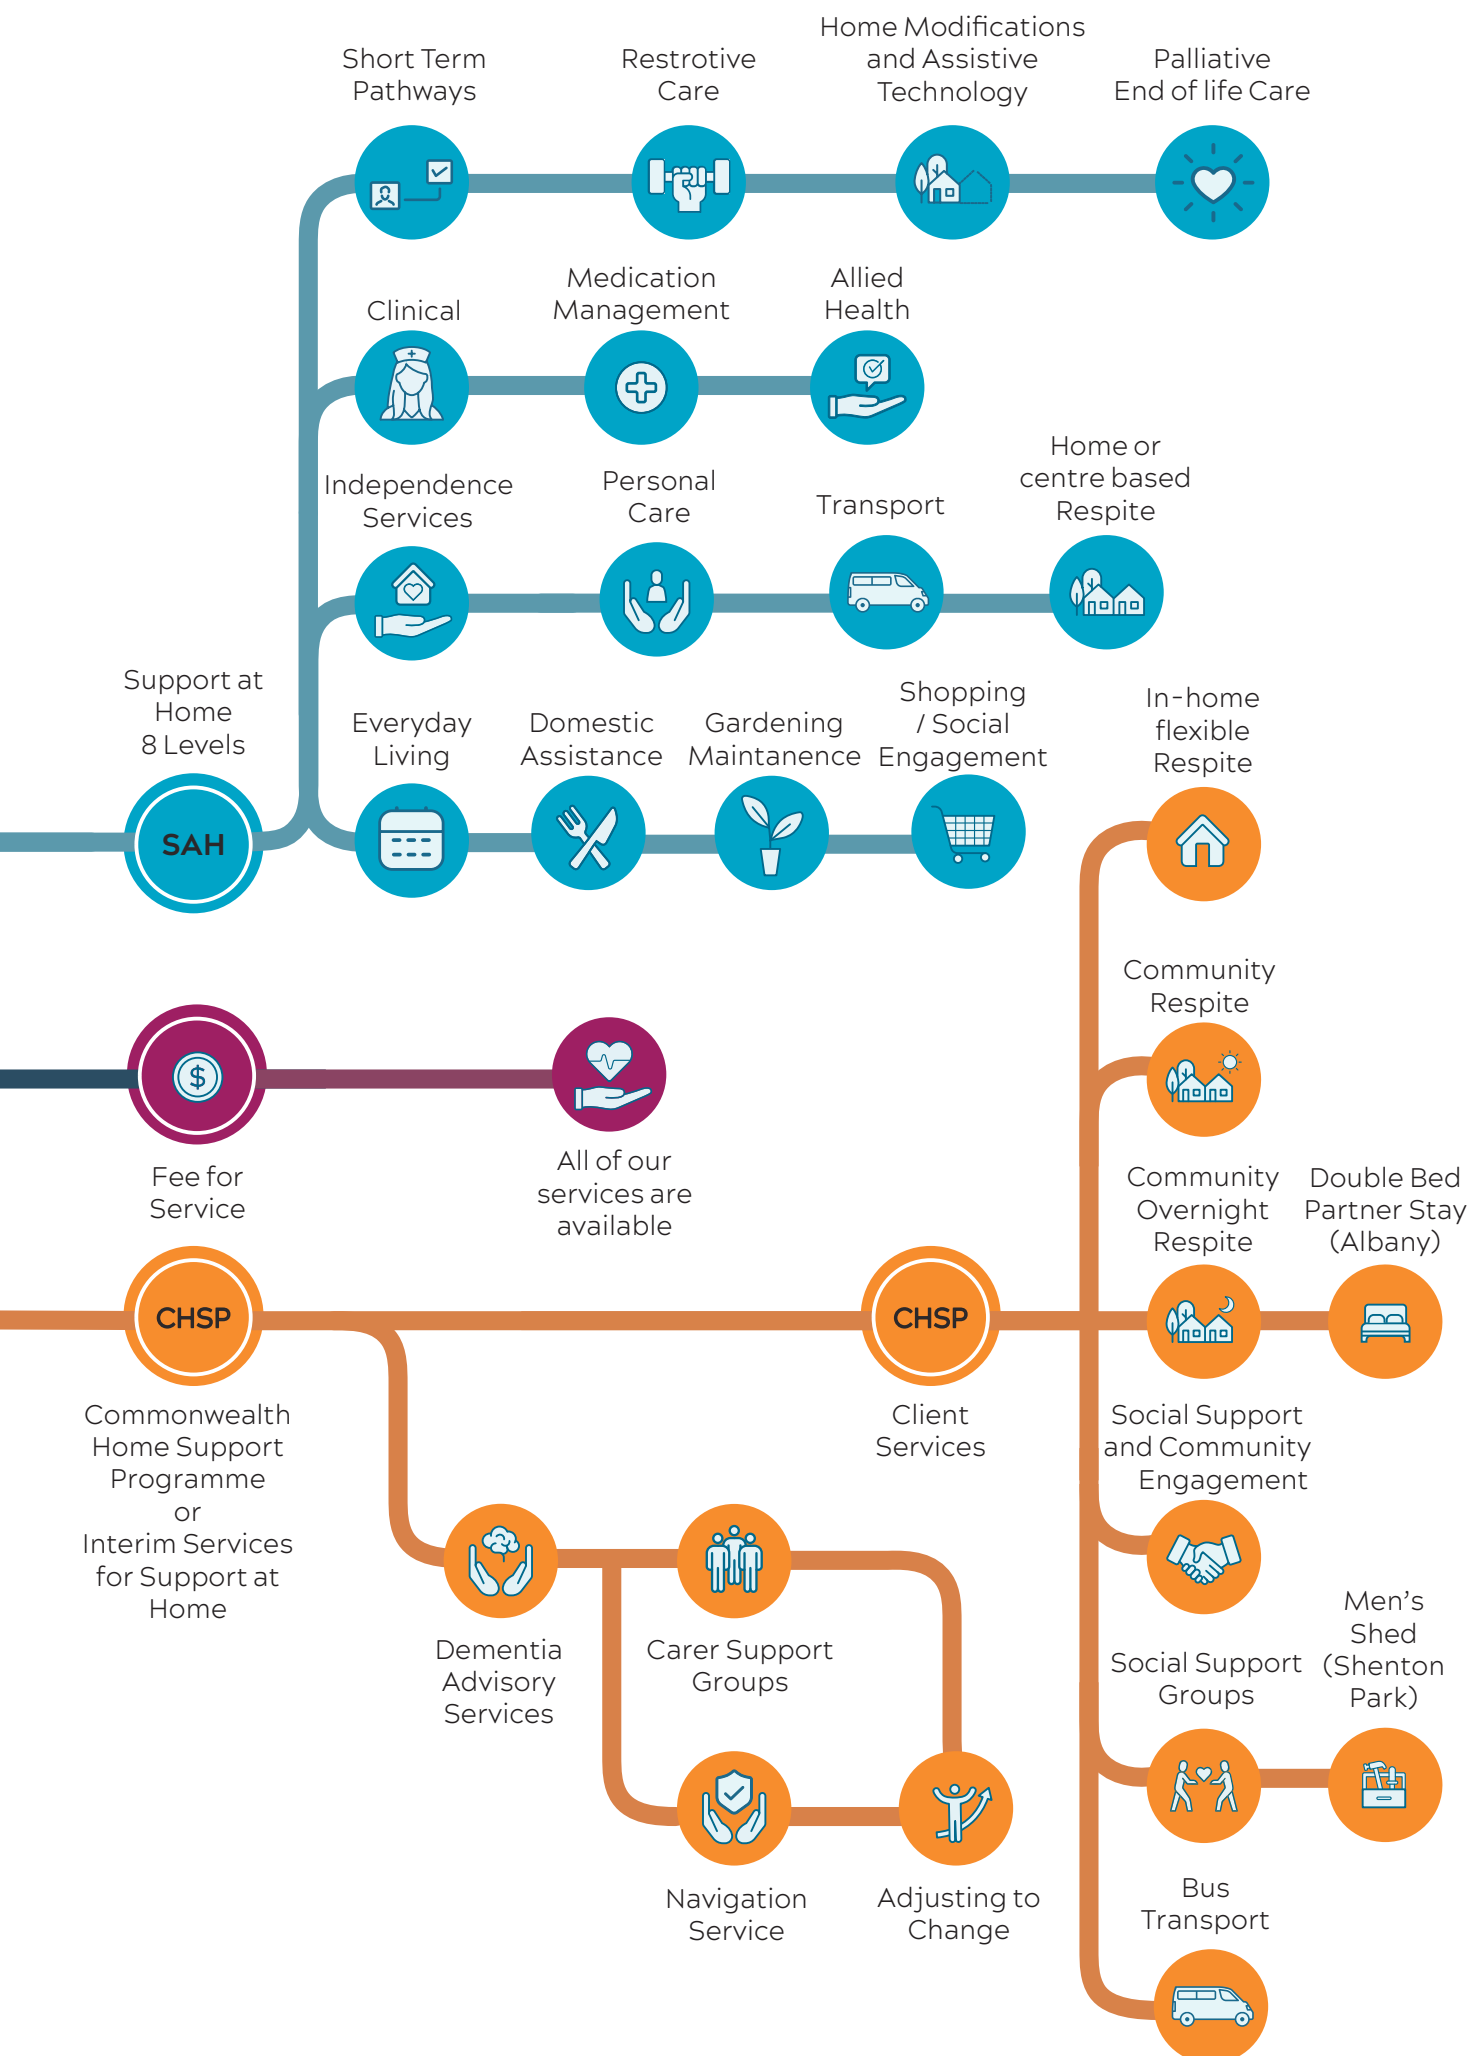 Short Term
Pathways
Restrotive
Care
Home Modifications
and Assistive
Technology
Palliative
End of life Care
Clinical
Medication
Management
Allied
Health
Independence
Services
Personal
Care
Transport
Home or
centre based
Respite
Support at
Home
8 Levels
SAH
Everyday
Living
Domestic
Assistance
Gardening
Maintanence
Shopping
/ Social
Engagement
In-home
flexible
Respite
Community
Respite
$
Fee for
Service
All of our
services are
available
Community
Overnight
Respite
Double Bed
Partner Stay
(Albany)
CHSP
Commonwealth
Home Support
Programme
or
Interim Services
for Support at
Home
CHSP
Client
Services
Social Support
and Community
Engagement
Dementia
Advisory
Services
Carer Support
Groups
Social Support
Groups
Men's
Shed
(Shenton
Park)
Navigation
Service
Adjusting to
Change
Bus
Transport